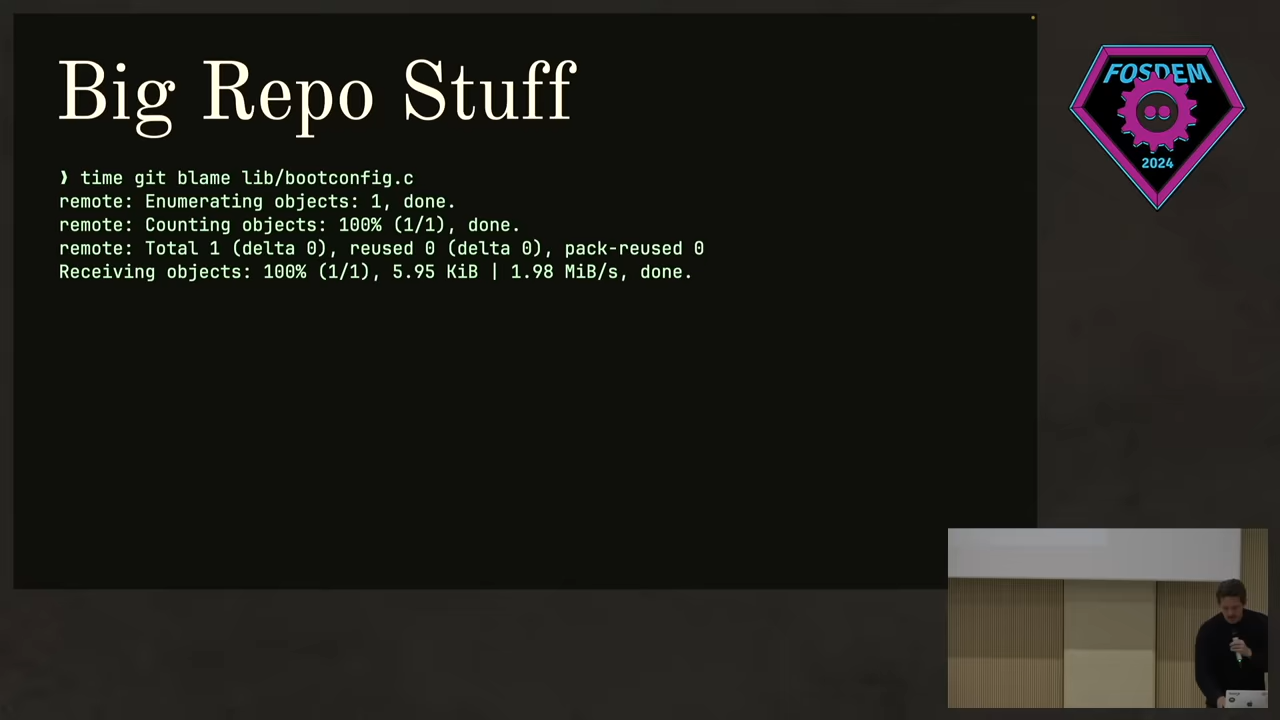 Big Repo Stuff
❯ time git blame lib/bootconfig.c
remote: Enumerating objects: 1, done.
remote: Counting objects: 100% (1/1), done.
remote: Total 1 (delta 0), reused 0 (delta 0), pack-reused 0
Receiving objects: 100% (1/1), 5.95 KiB | 1.98 MiB/s, done.
FOSDEM
2024